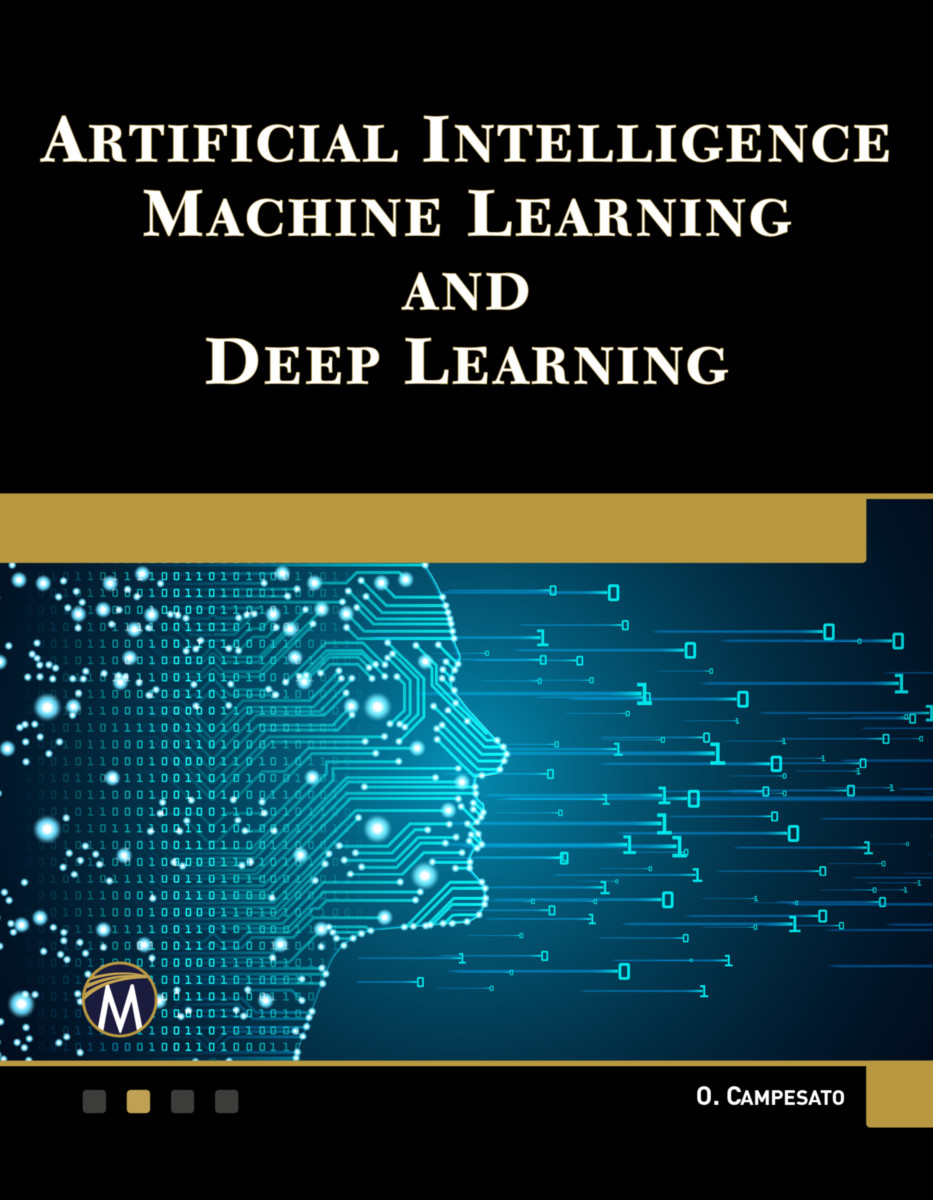 Artificial Intelligence
Machine Learning
and
Deep Learning
M
O. Campesato